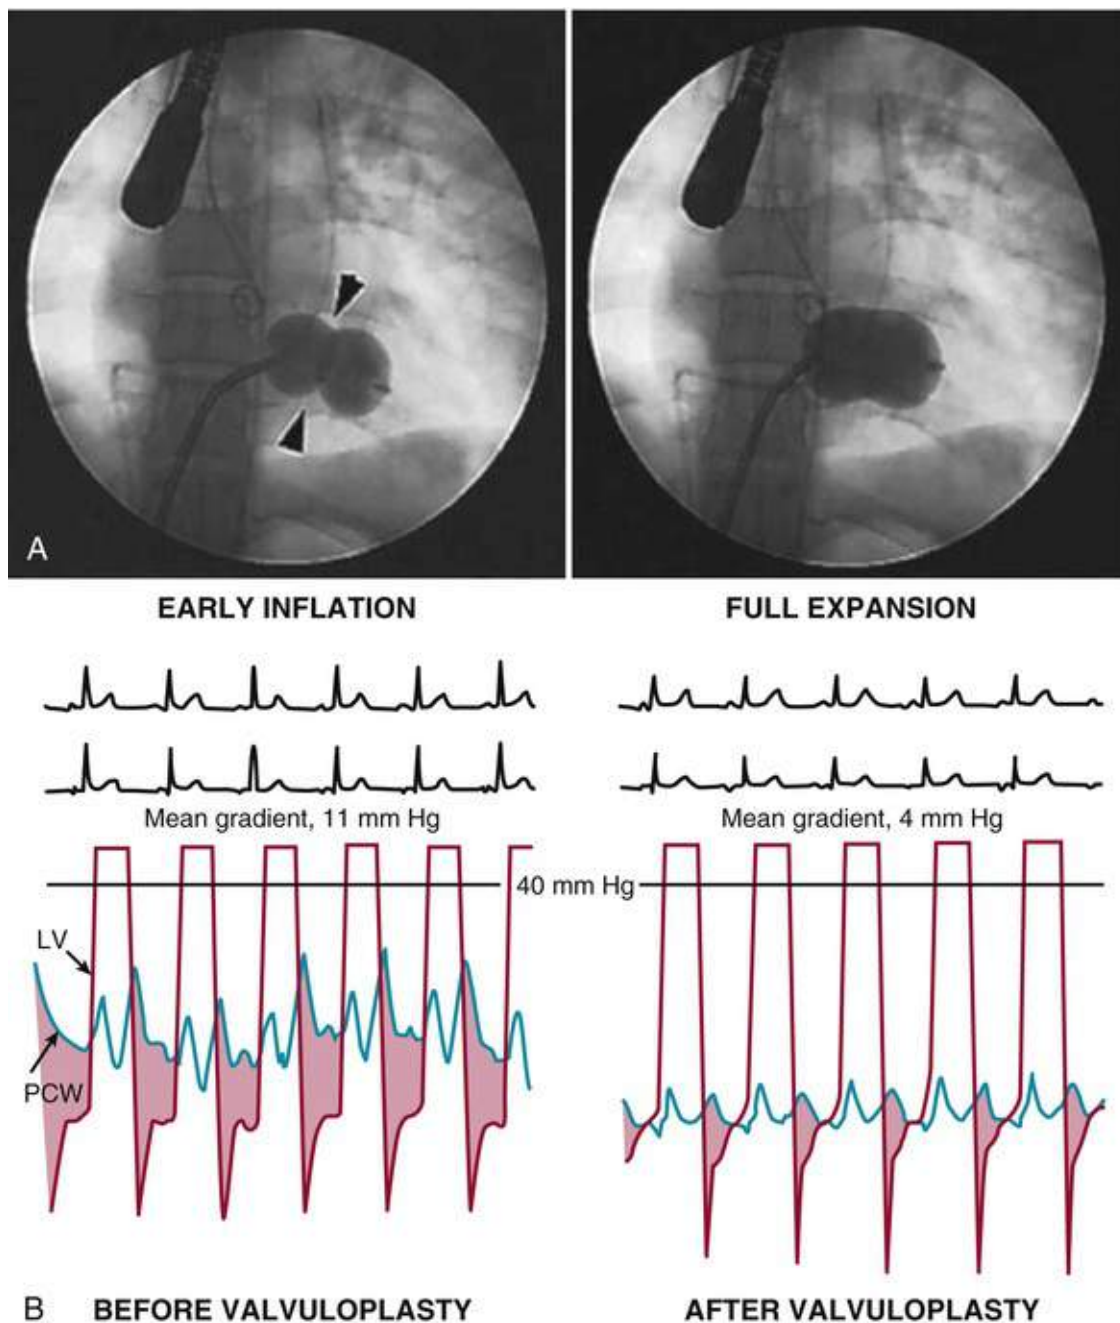 A
EARLY INFLATION
FULL EXPANSION
Mean gradient, 11 mm Hg
Mean gradient, 4 mm Hg
40 mm Hg
LV
PCW
B
BEFORE VALVULOPLASTY
AFTER VALVULOPLASTY